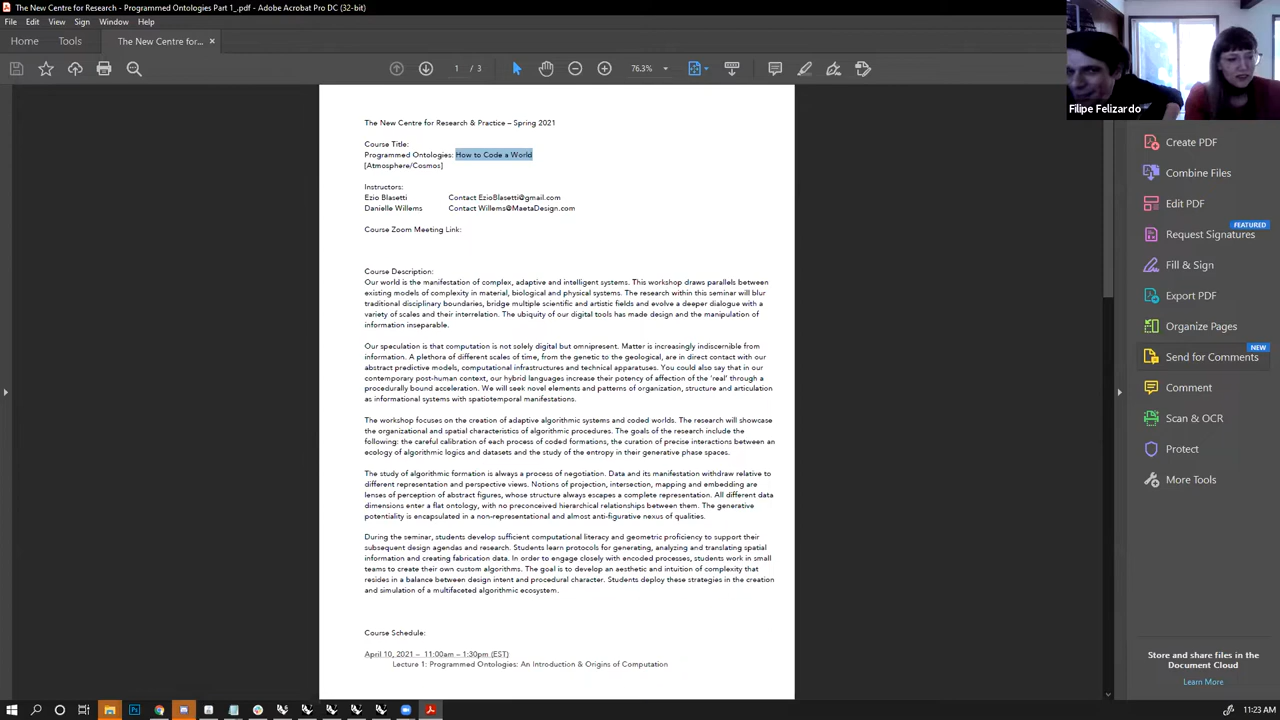 The New Centre for Research - Programmed Ontologies Part 1_.pdf - Adobe Acrobat Pro DC (32-bit)
File Edit View Sign Window Help
Home Tools The New Centre for... ×
1 / 3 76.3%
Filipe Felizardo
The New Centre for Research & Practice – Spring 2021
Course Title:
Programmed Ontologies: How to Code a World
[Atmosphere/Cosmos]
Instructors:
Ezio Blasetti Contact EzioBlasetti@gmail.com
Danielle Willems Contact Willems@MaetaDesign.com
Course Zoom Meeting Link:
Course Description:
Our world is the manifestation of complex, adaptive and intelligent systems. This workshop draws parallels between
existing models of complexity in material, biological and physical systems. The research within this seminar will blur
traditional disciplinary boundaries, bridge multiple scientific and artistic fields and evolve a deeper dialogue with a
variety of scales and their interrelation. The ubiquity of our digital tools has made design and the manipulation of
information inseparable.
Our speculation is that computation is not solely digital but omnipresent. Matter is increasingly indiscernible from
information. A plethora of different scales of time, from the genetic to the geological, are in direct contact with our
abstract predictive models, computational infrastructures and technical apparatuses. You could also say that in our
contemporary post-human context, our hybrid languages increase their potency of affection of the ‘real’ through a
procedurally bound acceleration. We will seek novel elements and patterns of organization, structure and articulation
as informational systems with spatiotemporal manifestations.
The workshop focuses on the creation of adaptive algorithmic systems and coded worlds. The research will showcase
the organizational and spatial characteristics of algorithmic procedures. The goals of the research include the
following: the careful calibration of each process of coded formations, the curation of precise interactions between an
ecology of algorithmic logics and datasets and the study of the entropy in their generative phase spaces.
The study of algorithmic formation is always a process of negotiation. Data and its manifestation withdraw relative to
different representation and perspective views. Notions of projection, intersection, mapping and embedding are
lenses of perception of abstract figures, whose structure always escapes a complete representation. All different data
dimensions enter a flat ontology, with no preconceived hierarchical relationships between them. The generative
potentiality is encapsulated in a non-representational and almost anti-figurative nexus of qualities.
During the seminar, students develop sufficient computational literacy and geometric proficiency to support their
subsequent design agendas and research. Students learn protocols for generating, analyzing and translating spatial
information and creating fabrication data. In order to engage closely with encoded processes, students work in small
teams to create their own custom algorithms. The goal is to develop an aesthetic and intuition of complexity that
resides in a balance between design intent and procedural character. Students deploy these strategies in the creation
and simulation of a multifaceted algorithmic ecosystem.
Course Schedule:
April 10, 2021 – 11:00am – 1:30pm (EST)
Lecture 1: Programmed Ontologies: An Introduction & Origins of Computation
Create PDF
Combine Files
Edit PDF
FEATURED
Request Signatures
Fill & Sign
Export PDF
Organize Pages
NEW
Send for Comments
Comment
Scan & OCR
Protect
More Tools
Store and share files in the
Document Cloud
Learn More
11:23 AM